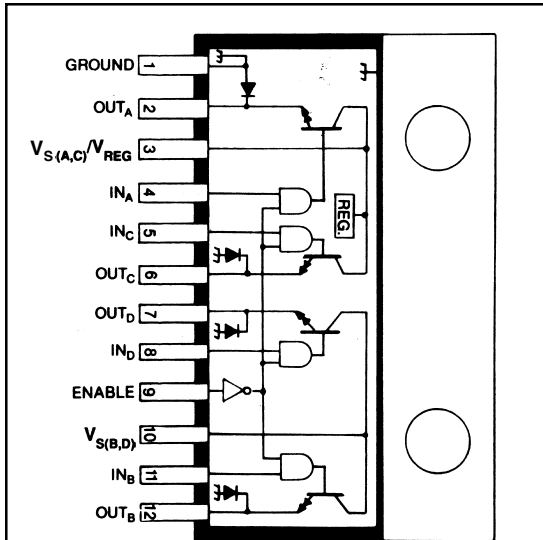 GROUND 1
OUTA 2
VS(A,C)/VREG 3
INA 4
INC 5
OUTC 6
OUTD 7
IND 8
ENABLE 9
VS(B,D) 10
INB 11
OUTB 12
REG.